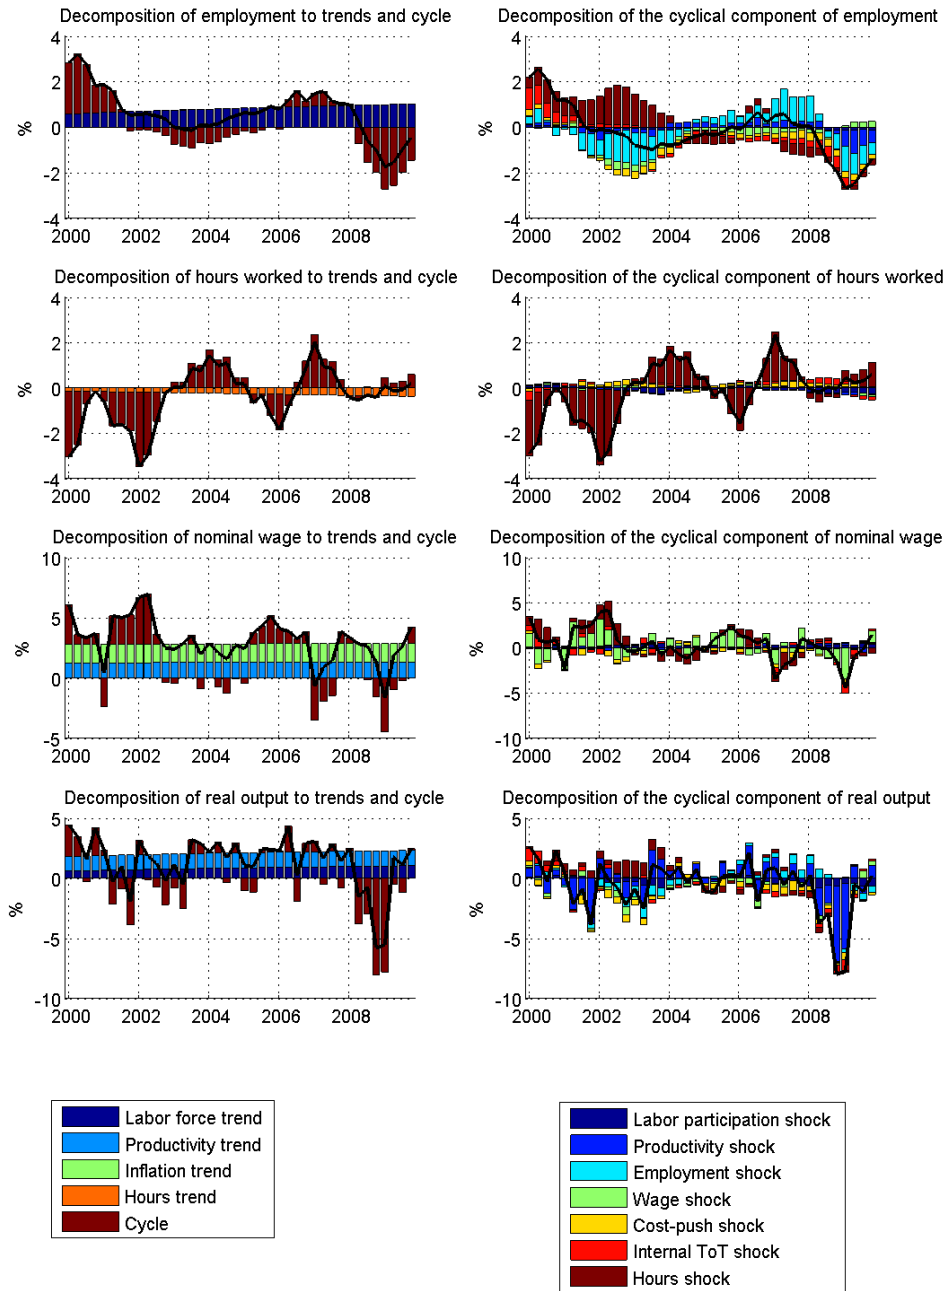 Decomposition of employment to trends and cycle
4
2
0
-2
-4
%
2000 2002 2004 2006 2008
Decomposition of the cyclical component of employment
4
2
0
-2
-4
%
2000 2002 2004 2006 2008
Decomposition of hours worked to trends and cycle
4
2
0
-2
-4
%
2000 2002 2004 2006 2008
Decomposition of the cyclical component of hours worked
4
2
0
-2
-4
%
2000 2002 2004 2006 2008
Decomposition of nominal wage to trends and cycle
10
5
0
-5
%
2000 2002 2004 2006 2008
Decomposition of the cyclical component of nominal wage
10
5
0
-5
-10
%
2000 2002 2004 2006 2008
Decomposition of real output to trends and cycle
5
0
-5
-10
%
2000 2002 2004 2006 2008
Decomposition of the cyclical component of real output
5
0
-5
-10
%
2000 2002 2004 2006 2008
Labor force trend
Productivity trend
Inflation trend
Hours trend
Cycle
Labor participation shock
Productivity shock
Employment shock
Wage shock
Cost-push shock
Internal ToT shock
Hours shock